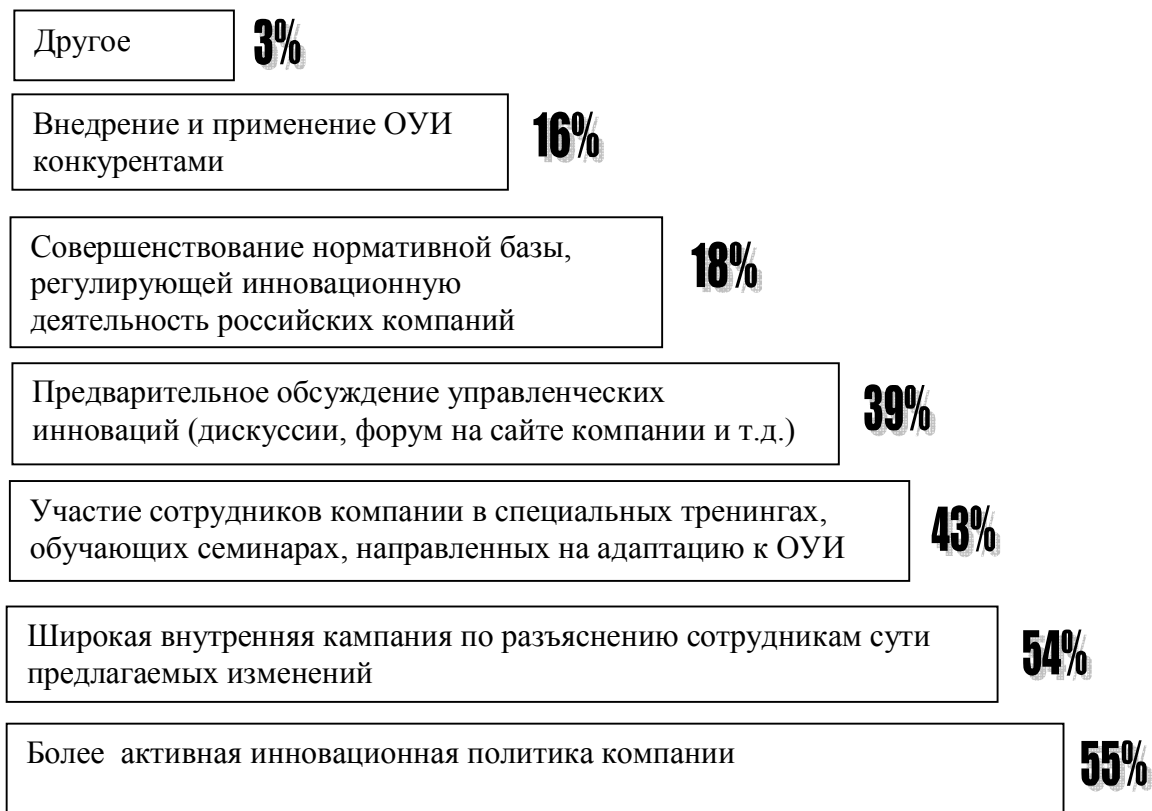 Другое
3%
Внедрение и применение ОУИ
конкурентами
16%
Совершенствование нормативной базы,
регулирующей инновационную
деятельность российских компаний
18%
Предварительное обсуждение управленческих
инноваций (дискуссии, форум на сайте компании и т.д.)
39%
Участие сотрудников компании в специальных тренингах,
обучающих семинарах, направленных на адаптацию к ОУИ
43%
Широкая внутренняя кампания по разъяснению сотрудникам сути
предлагаемых изменений
54%
Более активная инновационная политика компании
55%